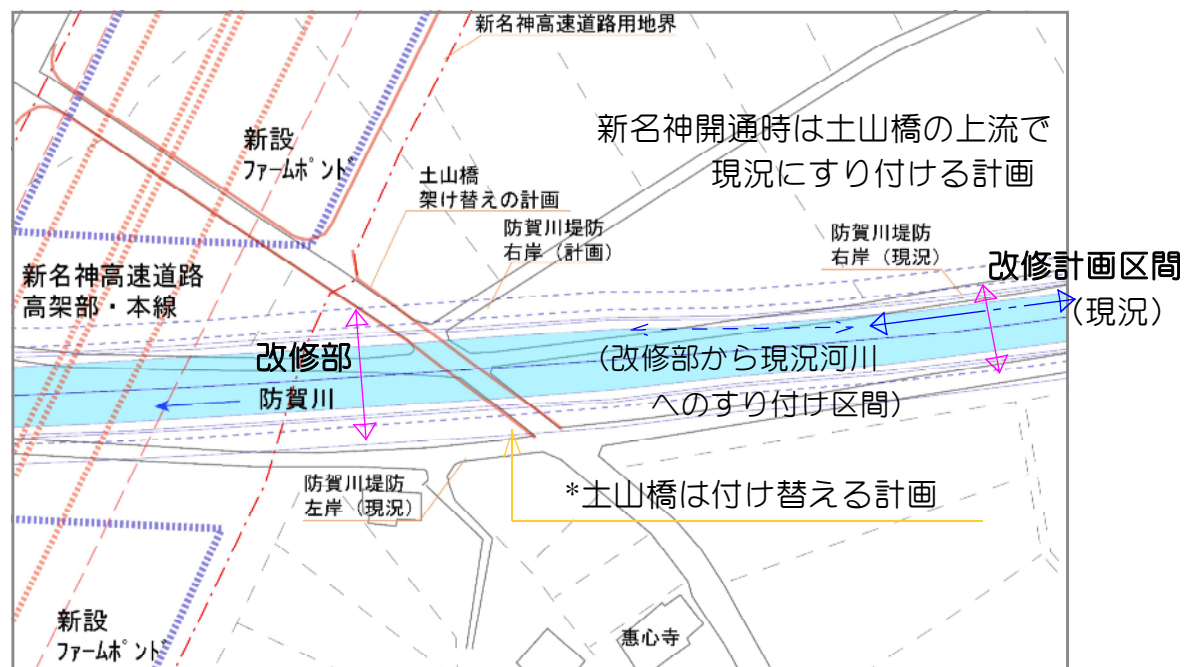 新名神高速道路用地界
新名神開通時は土山橋の上流で
現況にすり付ける計画
新設
ファームポンド
土山橋
架け替えの計画
防賀川堤防
右岸（計画）
防賀川堤防
右岸（現況）
改修計画区間
（現況）
新名神高速道路
高架部・本線
改修部
（改修部から現況河川
へのすり付け区間）
防賀川
防賀川堤防
左岸（現況）
*土山橋は付け替える計画
新設
ファームポンド
惠心寺